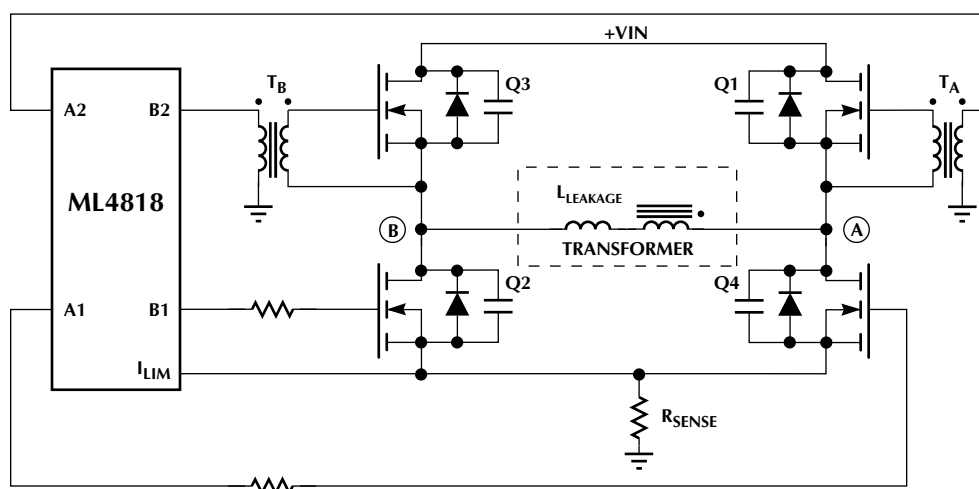 +VIN
TB
Q3
Q1
TA
A2
B2
ML4818
LLEAKAGE
B
TRANSFORMER
A
Q2
Q4
A1
B1
ILIM
RSENSE